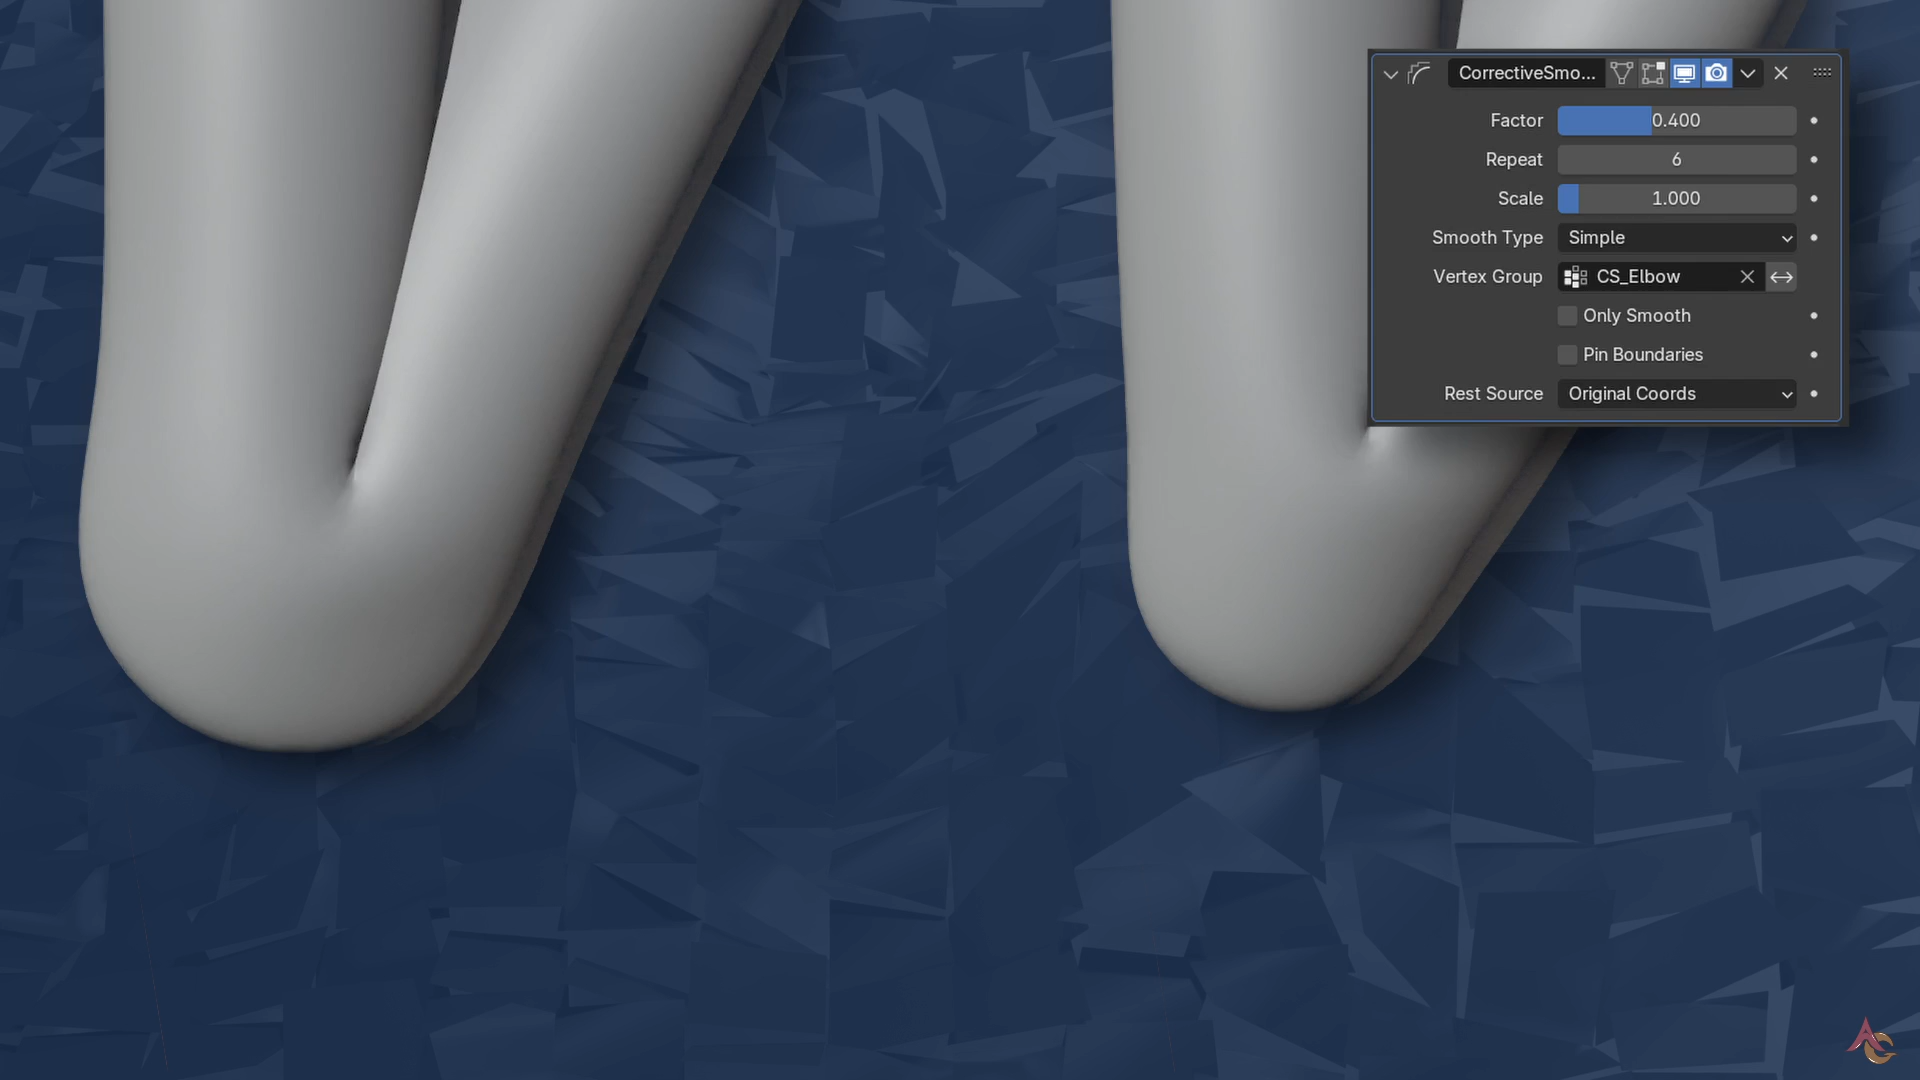 CorrectiveSmo...
Factor 0.400
Repeat 6
Scale 1.000
Smooth Type Simple
Vertex Group CS_Elbow
Only Smooth
Pin Boundaries
Rest Source Original Coords
AC